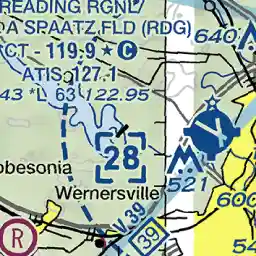 READING RGNL/
A SPAATZ FLD (RDG)
CT - 119.9 ★ C
ATIS 127.1
43 *L 63 122.95
640
28
obesonia
Wernersville
521
600
V 39
39
54
R